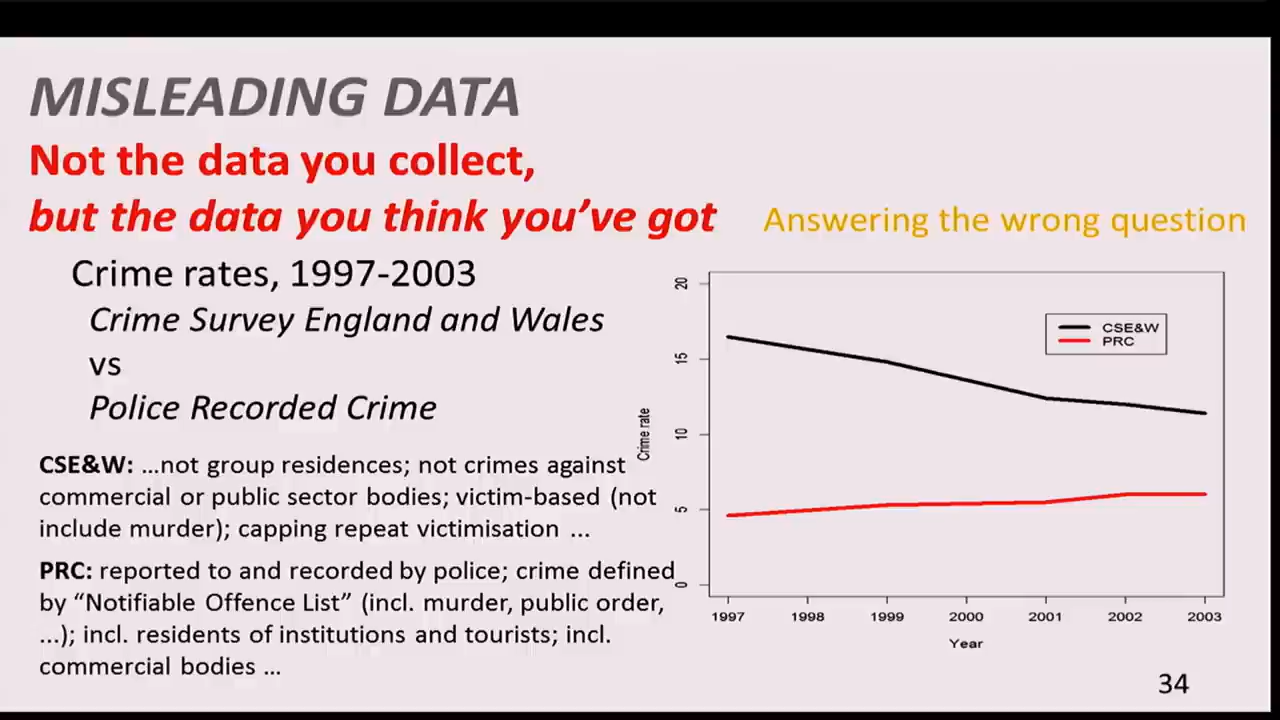 MISLEADING DATA
Not the data you collect,
but the data you think you’ve got
Answering the wrong question
Crime rates, 1997-2003
Crime Survey England and Wales
vs
Police Recorded Crime
CSE&W: ...not group residences; not crimes against
commercial or public sector bodies; victim-based (not
include murder); capping repeat victimisation ...
PRC: reported to and recorded by police; crime defined
by “Notifiable Offence List” (incl. murder, public order,
...); incl. residents of institutions and tourists; incl.
commercial bodies ...
20
15
10
5
0
Crime rate
CSE&W
PRC
1997 1998 1999 2000 2001 2002 2003
Year
34